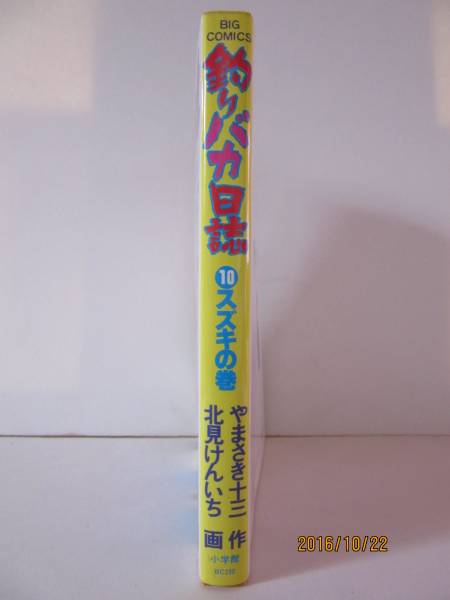 BIG
COMICS
釣りバカ日誌
10 スズキの巻
やまさき十三 作
北見けんいち 画
小学館
2016/10/22